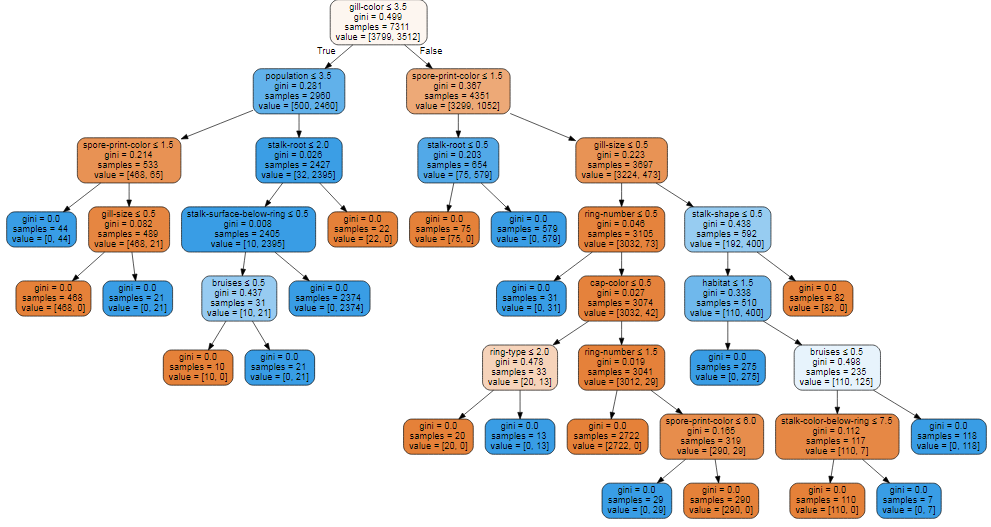 gill-color ≤ 3.5
gini = 0.499
samples = 7311
value = [3799, 3512]
True
False
population ≤ 3.5
gini = 0.281
samples = 2960
value = [500, 2460]
spore-print-color ≤ 1.5
gini = 0.367
samples = 4351
value = [3299, 1052]
spore-print-color ≤ 1.5
gini = 0.214
samples = 533
value = [468, 65]
stalk-root ≤ 2.0
gini = 0.026
samples = 2427
value = [32, 2395]
stalk-root ≤ 0.5
gini = 0.203
samples = 654
value = [75, 579]
gill-size ≤ 0.5
gini = 0.223
samples = 3697
value = [3224, 473]
gini = 0.0
samples = 44
value = [0, 44]
gill-size ≤ 0.5
gini = 0.082
samples = 489
value = [468, 21]
stalk-surface-below-ring ≤ 0.5
gini = 0.008
samples = 2405
value = [10, 2395]
gini = 0.0
samples = 22
value = [22, 0]
gini = 0.0
samples = 75
value = [75, 0]
gini = 0.0
samples = 579
value = [0, 579]
ring-number ≤ 0.5
gini = 0.046
samples = 3105
value = [3032, 73]
stalk-shape ≤ 0.5
gini = 0.438
samples = 592
value = [192, 400]
gini = 0.0
samples = 468
value = [468, 0]
gini = 0.0
samples = 21
value = [0, 21]
bruises ≤ 0.5
gini = 0.437
samples = 31
value = [10, 21]
gini = 0.0
samples = 2374
value = [0, 2374]
gini = 0.0
samples = 31
value = [0, 31]
cap-color ≤ 0.5
gini = 0.027
samples = 3074
value = [3032, 42]
habitat ≤ 1.5
gini = 0.338
samples = 510
value = [110, 400]
gini = 0.0
samples = 82
value = [82, 0]
gini = 0.0
samples = 10
value = [10, 0]
gini = 0.0
samples = 21
value = [0, 21]
ring-type ≤ 2.0
gini = 0.478
samples = 33
value = [20, 13]
ring-number ≤ 1.5
gini = 0.019
samples = 3041
value = [3012, 29]
gini = 0.0
samples = 275
value = [0, 275]
bruises ≤ 0.5
gini = 0.498
samples = 235
value = [110, 125]
gini = 0.0
samples = 20
value = [20, 0]
gini = 0.0
samples = 13
value = [0, 13]
gini = 0.0
samples = 2722
value = [2722, 0]
spore-print-color ≤ 6.0
gini = 0.165
samples = 319
value = [290, 29]
stalk-color-below-ring ≤ 7.5
gini = 0.112
samples = 117
value = [110, 7]
gini = 0.0
samples = 118
value = [0, 118]
gini = 0.0
samples = 29
value = [0, 29]
gini = 0.0
samples = 290
value = [290, 0]
gini = 0.0
samples = 110
value = [110, 0]
gini = 0.0
samples = 7
value = [0, 7]